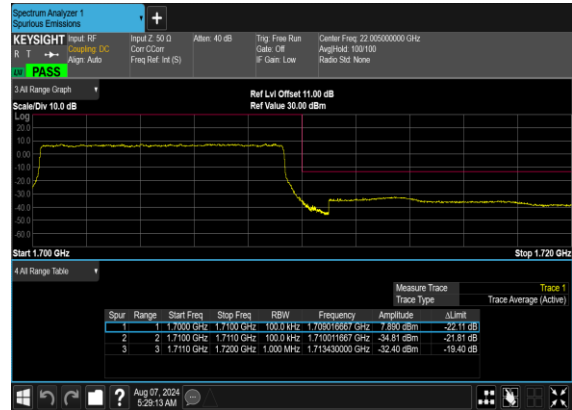 Spectrum Analyzer 1
Spurious Emissions
KEYSIGHT Input: RF Input Z: 50 Ω Atten: 40 dB Trig: Free Run Center Freq: 22.005000000 GHz
R T Coupling: DC Corr CCorr Gate: Off Avg|Hold: 100/100
Align: Auto Freq Ref: Int (S) IF Gain: Low Radio Std: None
PASS
3 All Range Graph
Ref Lvl Offset 11.00 dB
Scale/Div 10.0 dB Ref Value 30.00 dBm
Log
20.0
10.0
0.00
-10.0
-20.0
-30.0
-40.0
-50.0
-60.0
Start 1.700 GHz Stop 1.720 GHz
4 All Range Table
Measure Trace Trace 1
Trace Type Trace Average (Active)
Spur Range Start Freq Stop Freq RBW Frequency Amplitude ΔLimit
1 1 1.7000 GHz 1.7100 GHz 100.0 kHz 1.709016667 GHz 7.890 dBm -22.11 dB
2 2 1.7100 GHz 1.7110 GHz 100.0 kHz 1.710011667 GHz -34.81 dBm -21.81 dB
3 3 1.7110 GHz 1.7200 GHz 1.000 MHz 1.713430000 GHz -32.40 dBm -19.40 dB
? Aug 07, 2024
5:29:13 AM